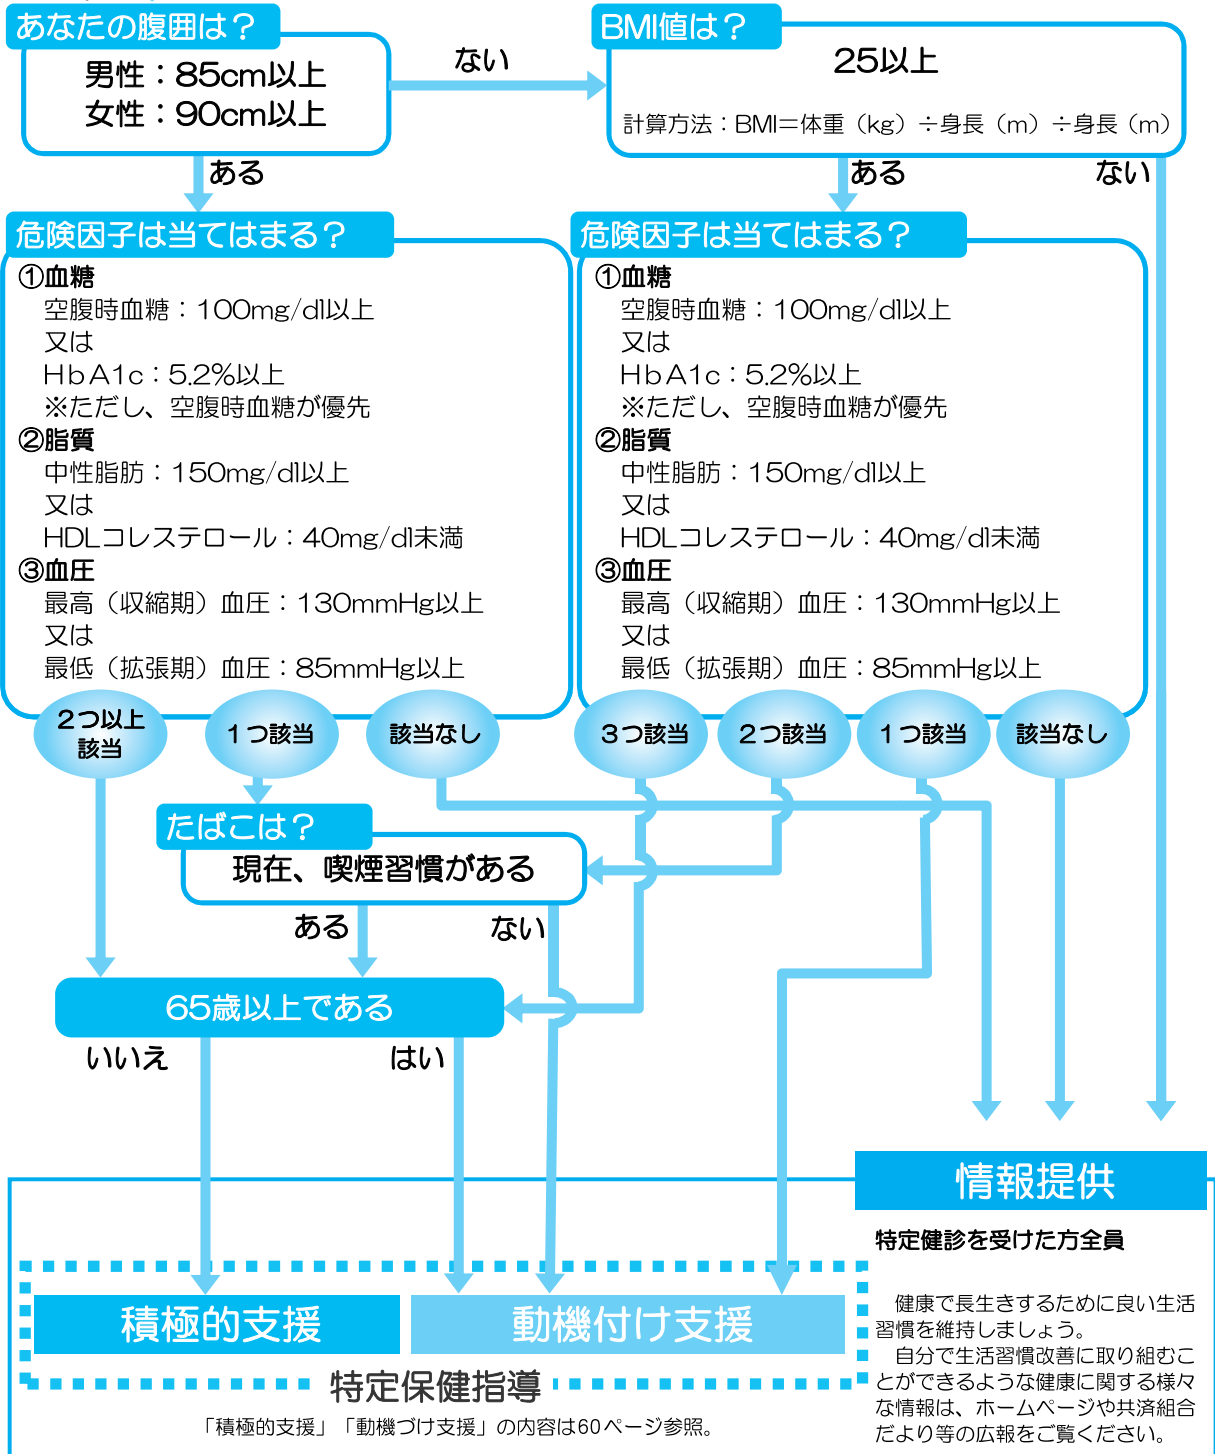 あなたの腹囲は？
男性：85cm以上
女性：90cm以上
ない
BMI値は？
25以上
計算方法：BMI＝体重（kg）÷身長（m）÷身長（m）
ある
ある
ない
危険因子は当てはまる？
①血糖
空腹時血糖：100mg/dl以上
又は
HbA1c：5.2%以上
※ただし、空腹時血糖が優先
②脂質
中性脂肪：150mg/dl以上
又は
HDLコレステロール：40mg/dl未満
③血圧
最高（収縮期）血圧：130mmHg以上
又は
最低（拡張期）血圧：85mmHg以上
危険因子は当てはまる？
①血糖
空腹時血糖：100mg/dl以上
又は
HbA1c：5.2%以上
※ただし、空腹時血糖が優先
②脂質
中性脂肪：150mg/dl以上
又は
HDLコレステロール：40mg/dl未満
③血圧
最高（収縮期）血圧：130mmHg以上
又は
最低（拡張期）血圧：85mmHg以上
２つ以上
該当
１つ該当
該当なし
３つ該当
２つ該当
１つ該当
該当なし
たばこは？
現在、喫煙習慣がある
ある
ない
65歳以上である
いいえ
はい
情報提供
特定健診を受けた方全員
健康で長生きするために良い生活
習慣を維持しましょう。
自分で生活習慣改善に取り組むこ
とができるような健康に関する様々
な情報は、ホームページや共済組合
だより等の広報をご覧ください。
積極的支援
動機付け支援
特定保健指導
「積極的支援」「動機づけ支援」の内容は60ページ参照。